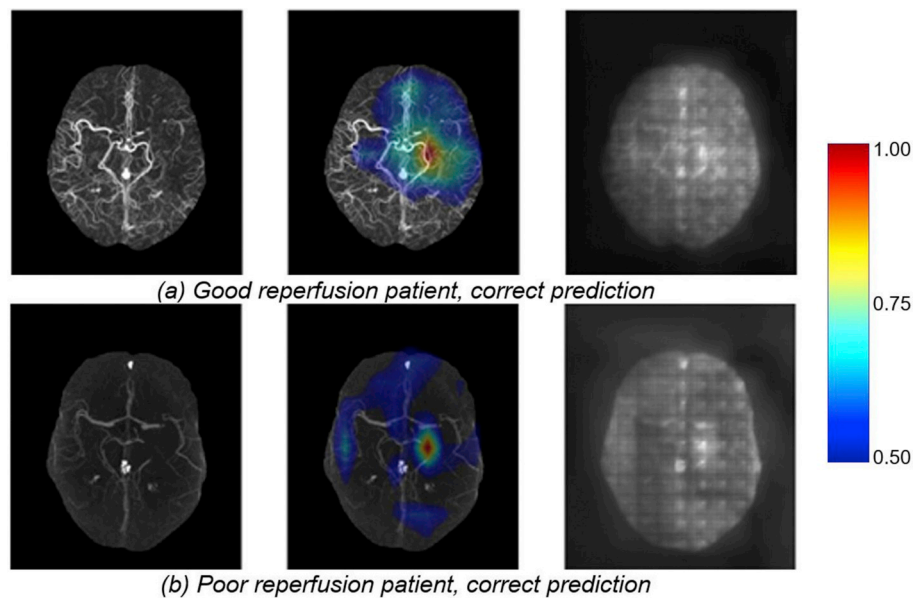 1.00
0.75
0.50
(a) Good reperfusion patient, correct prediction
(b) Poor reperfusion patient, correct prediction